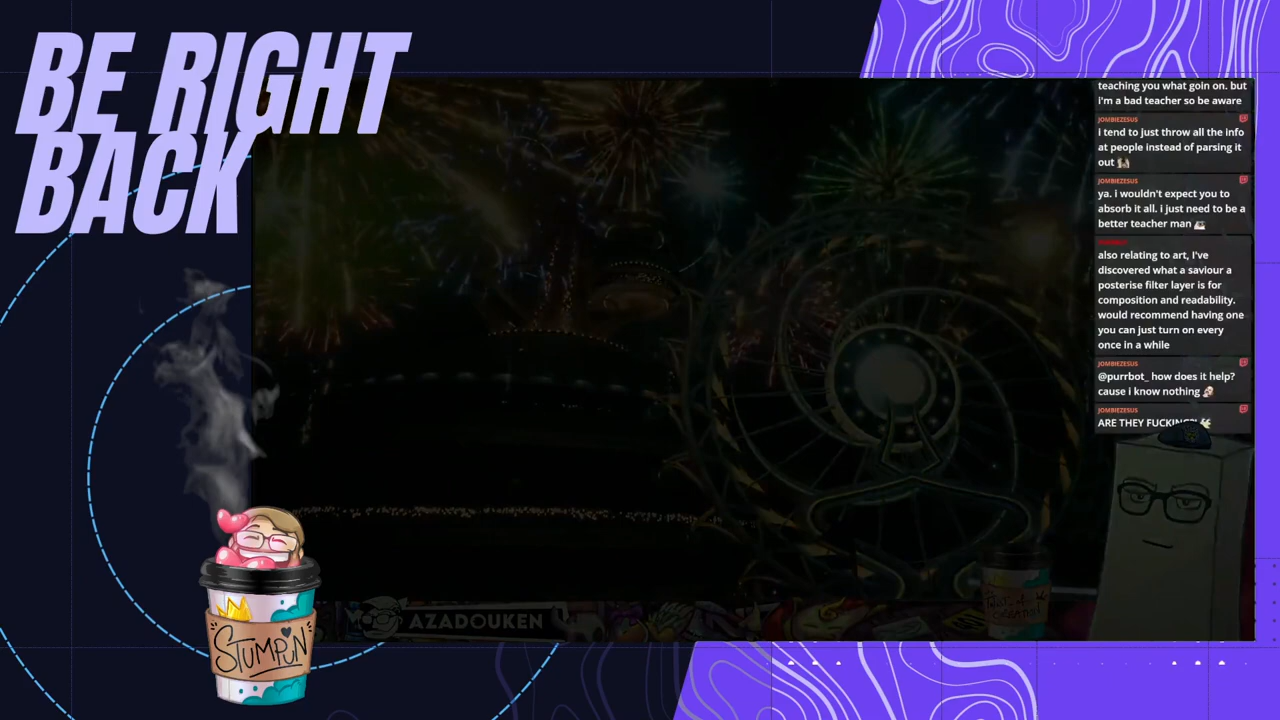 BE RIGHT
BACK
teaching you what goin on. but
i'm a bad teacher so be aware
JOMBIEZESUS
i tend to just throw all the info
at people instead of parsing it
out
JOMBIEZESUS
ya. i wouldn't expect you to
absorb it all. i just need to be a
better teacher man
also relating to art, I've
discovered what a saviour a
posterise filter layer is for
composition and readability.
would recommend having one
you can just turn on every
once in a while
JOMBIEZESUS
@purrbot_ how does it help?
cause i know nothing
JOMBIEZESUS
ARE THEY FUCKING?!
AZADOUKEN
STUMPUN